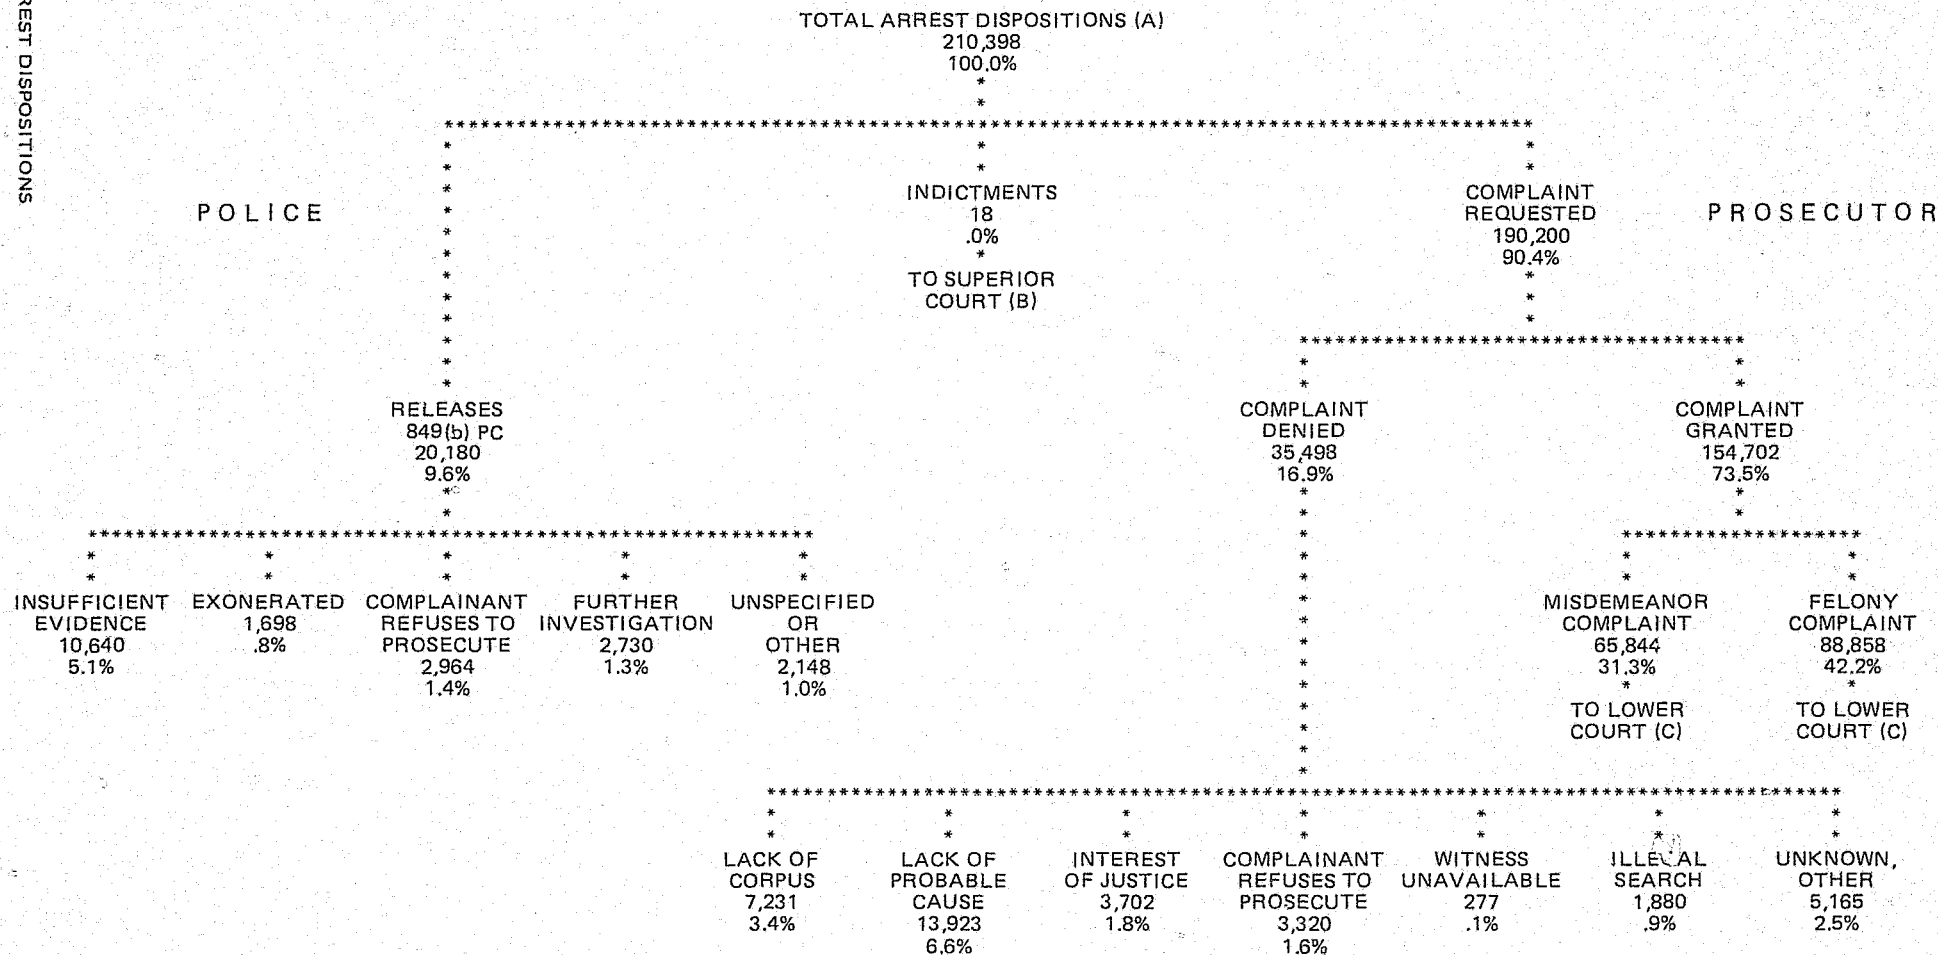 REST DISPOSITIONS
TOTAL ARREST DISPOSITIONS (A)
210,398
100.0%
POLICE
INDICTMENTS
18
.0%
TO SUPERIOR
COURT (B)
COMPLAINT
REQUESTED
190,200
90.4%
PROSECUTOR
RELEASES
849(b) PC
20,180
9.6%
COMPLAINT
DENIED
35,498
16.9%
COMPLAINT
GRANTED
154,702
73.5%
INSUFFICIENT
EVIDENCE
10,640
5.1%
EXONERATED
1,698
.8%
COMPLAINANT
REFUSES TO
PROSECUTE
2,964
1.4%
FURTHER
INVESTIGATION
2,730
1.3%
UNSPECIFIED
OR
OTHER
2,148
1.0%
MISDEMEANOR
COMPLAINT
65,844
31.3%
TO LOWER
COURT (C)
FELONY
COMPLAINT
88,858
42.2%
TO LOWER
COURT (C)
LACK OF
CORPUS
7,231
3.4%
LACK OF
PROBABLE
CAUSE
13,923
6.6%
INTEREST
OF JUSTICE
3,702
1.8%
COMPLAINANT
REFUSES TO
PROSECUTE
3,320
1.6%
WITNESS
UNAVAILABLE
277
.1%
ILLEGAL
SEARCH
1,880
.9%
UNKNOWN,
OTHER
5,165
2.5%